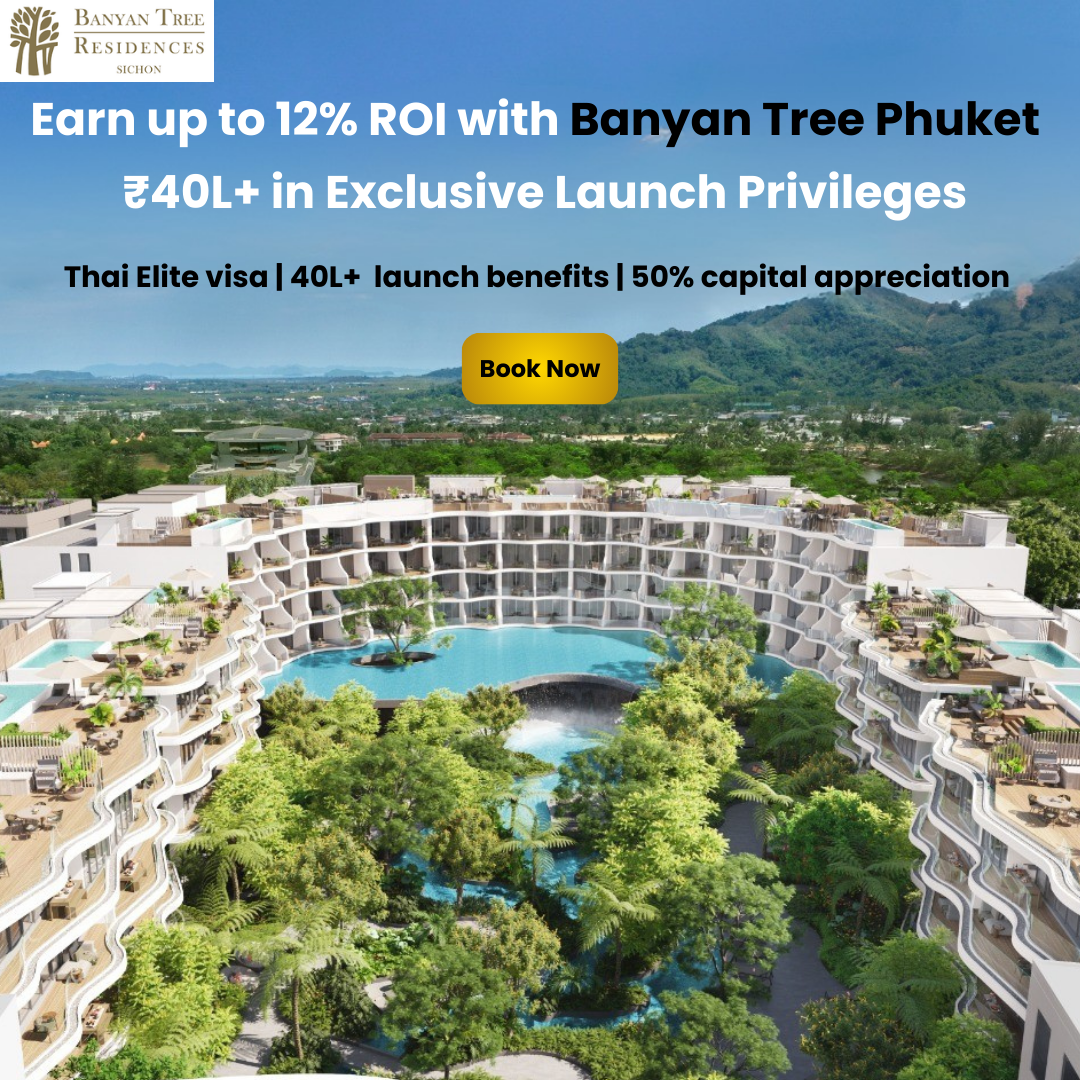 BANYAN TREE
RESIDENCES
SICHON
Earn up to 12% ROI with Banyan Tree Phuket
₹40L+ in Exclusive Launch Privileges
Thai Elite visa | 40L+ launch benefits | 50% capital appreciation
Book Now